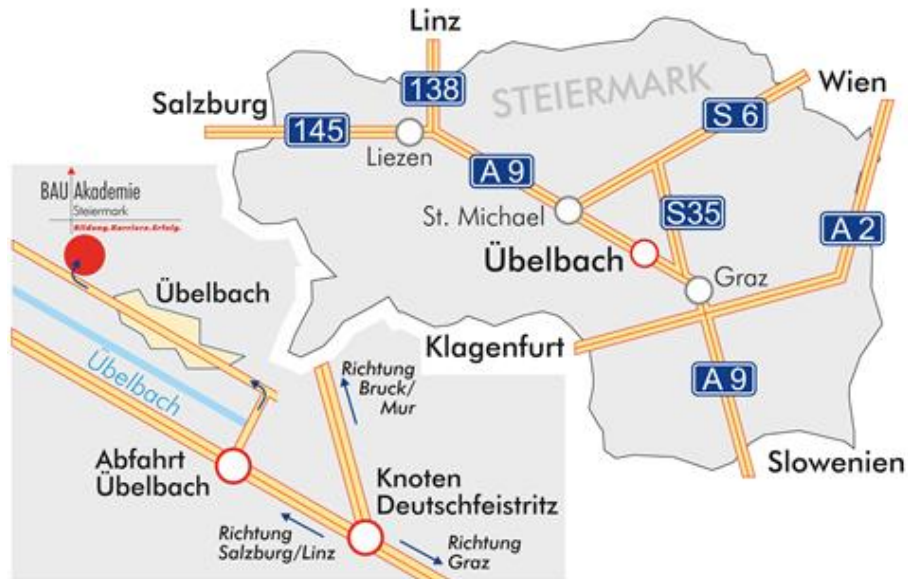 Linz
138
Salzburg
145
STEIERMARK
S 6
Wien
Liezen
A 9
St. Michael
S35
A 2
Übelbach
Graz
Klagenfurt
A 9
Slowenien
BAU Akademie
Steiermark
Bildung.Karriere.Erfolg.
Übelbach
Übelbach
Richtung
Bruck/
Mur
Abfahrt
Übelbach
Knoten
Deutschfeistritz
Richtung
Salzburg/Linz
Richtung
Graz